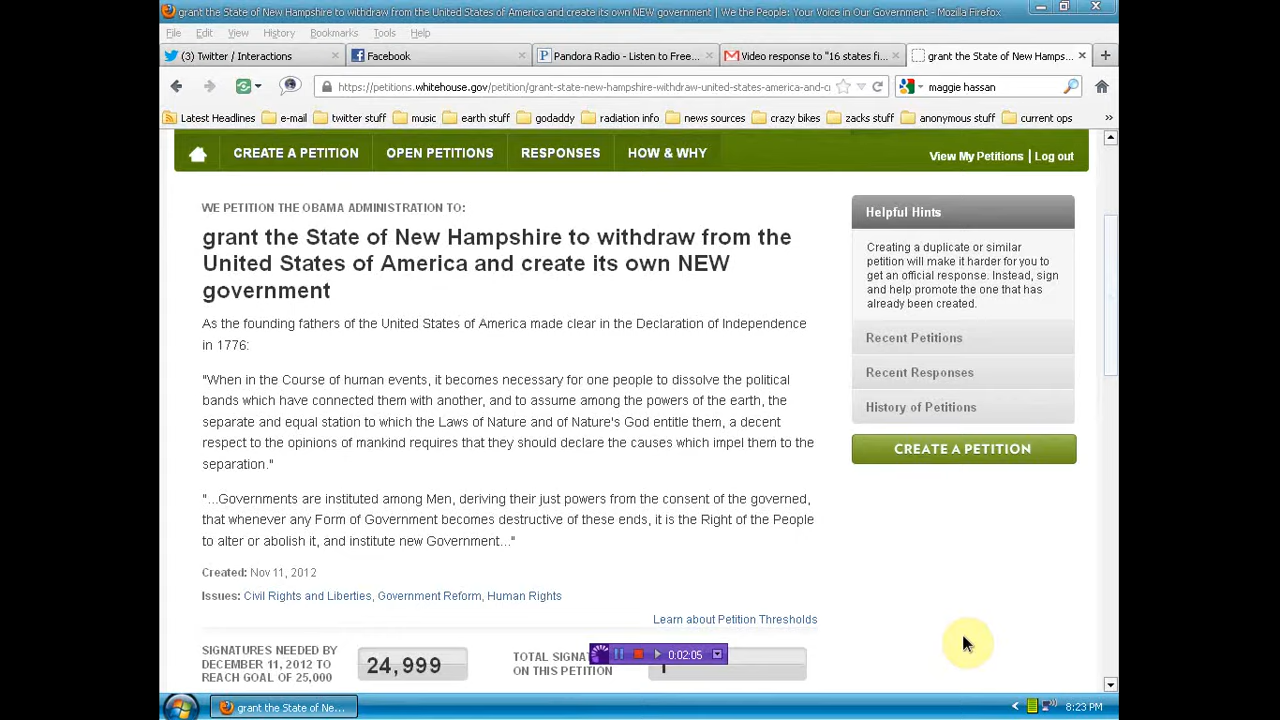 grant the State of New Hampshire to withdraw from the United States of America and create its own NEW government | We the People: Your Voice in Our Government - Mozilla Firefox
File Edit View History Bookmarks Tools Help
(3) Twitter / Interactions
Facebook
Pandora Radio - Listen to Free...
Video response to "16 states fi...
grant the State of New Hamps...
https://petitions.whitehouse.gov/petition/grant-state-new-hampshire-withdraw-united-states-america-and-c
maggie hassan
Latest Headlines e-mail twitter stuff music earth stuff godaddy radiation info news sources crazy bikes zacks stuff anonymous stuff current ops
CREATE A PETITION OPEN PETITIONS RESPONSES HOW & WHY
View My Petitions | Log out
WE PETITION THE OBAMA ADMINISTRATION TO:
grant the State of New Hampshire to withdraw from the
United States of America and create its own NEW
government
As the founding fathers of the United States of America made clear in the Declaration of Independence
in 1776:
"When in the Course of human events, it becomes necessary for one people to dissolve the political
bands which have connected them with another, and to assume among the powers of the earth, the
separate and equal station to which the Laws of Nature and of Nature's God entitle them, a decent
respect to the opinions of mankind requires that they should declare the causes which impel them to the
separation."
"...Governments are instituted among Men, deriving their just powers from the consent of the governed,
that whenever any Form of Government becomes destructive of these ends, it is the Right of the People
to alter or abolish it, and institute new Government..."
Created: Nov 11, 2012
Issues: Civil Rights and Liberties, Government Reform, Human Rights
Learn about Petition Thresholds
SIGNATURES NEEDED BY
DECEMBER 11, 2012 TO
REACH GOAL OF 25,000
24,999
TOTAL
ON THIS PETITION
0:02:05
Helpful Hints
Creating a duplicate or similar
petition will make it harder for you to
get an official response. Instead, sign
and help promote the one that has
already been created.
Recent Petitions
Recent Responses
History of Petitions
CREATE A PETITION
grant the State of Ne...
8:23 PM